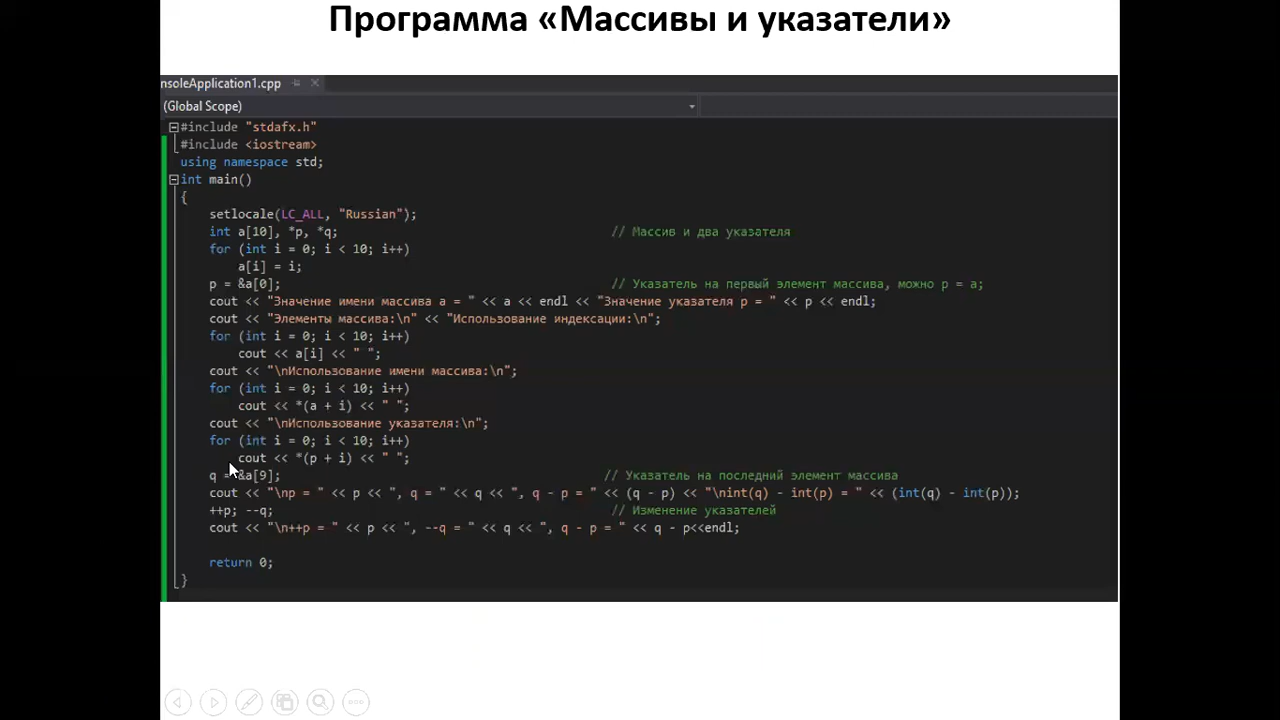 Программа «Массивы и указатели»
nsoleApplication1.cpp
(Global Scope)
#include "stdafx.h"
#include <iostream>
using namespace std;
int main()
{
setlocale(LC_ALL, "Russian");
int a[10], *p, *q; // Массив и два указателя
for (int i = 0; i < 10; i++)
a[i] = i;
p = &a[0]; // Указатель на первый элемент массива, можно p = a;
cout << "Значение имени массива a = " << a << endl << "Значение указателя p = " << p << endl;
cout << "Элементы массива:\n" << "Использование индексации:\n";
for (int i = 0; i < 10; i++)
cout << a[i] << " ";
cout << "\nИспользование имени массива:\n";
for (int i = 0; i < 10; i++)
cout << *(a + i) << " ";
cout << "\nИспользование указателя:\n";
for (int i = 0; i < 10; i++)
cout << *(p + i) << " ";
q = &a[9]; // Указатель на последний элемент массива
cout << "\np = " << p << ", q = " << q << ", q - p = " << (q - p) << "\nint(q) - int(p) = " << (int(q) - int(p));
++p; --q; // Изменение указателей
cout << "\n++p = " << p << ", --q = " << q << ", q - p = " << q - p<<endl;
return 0;
}